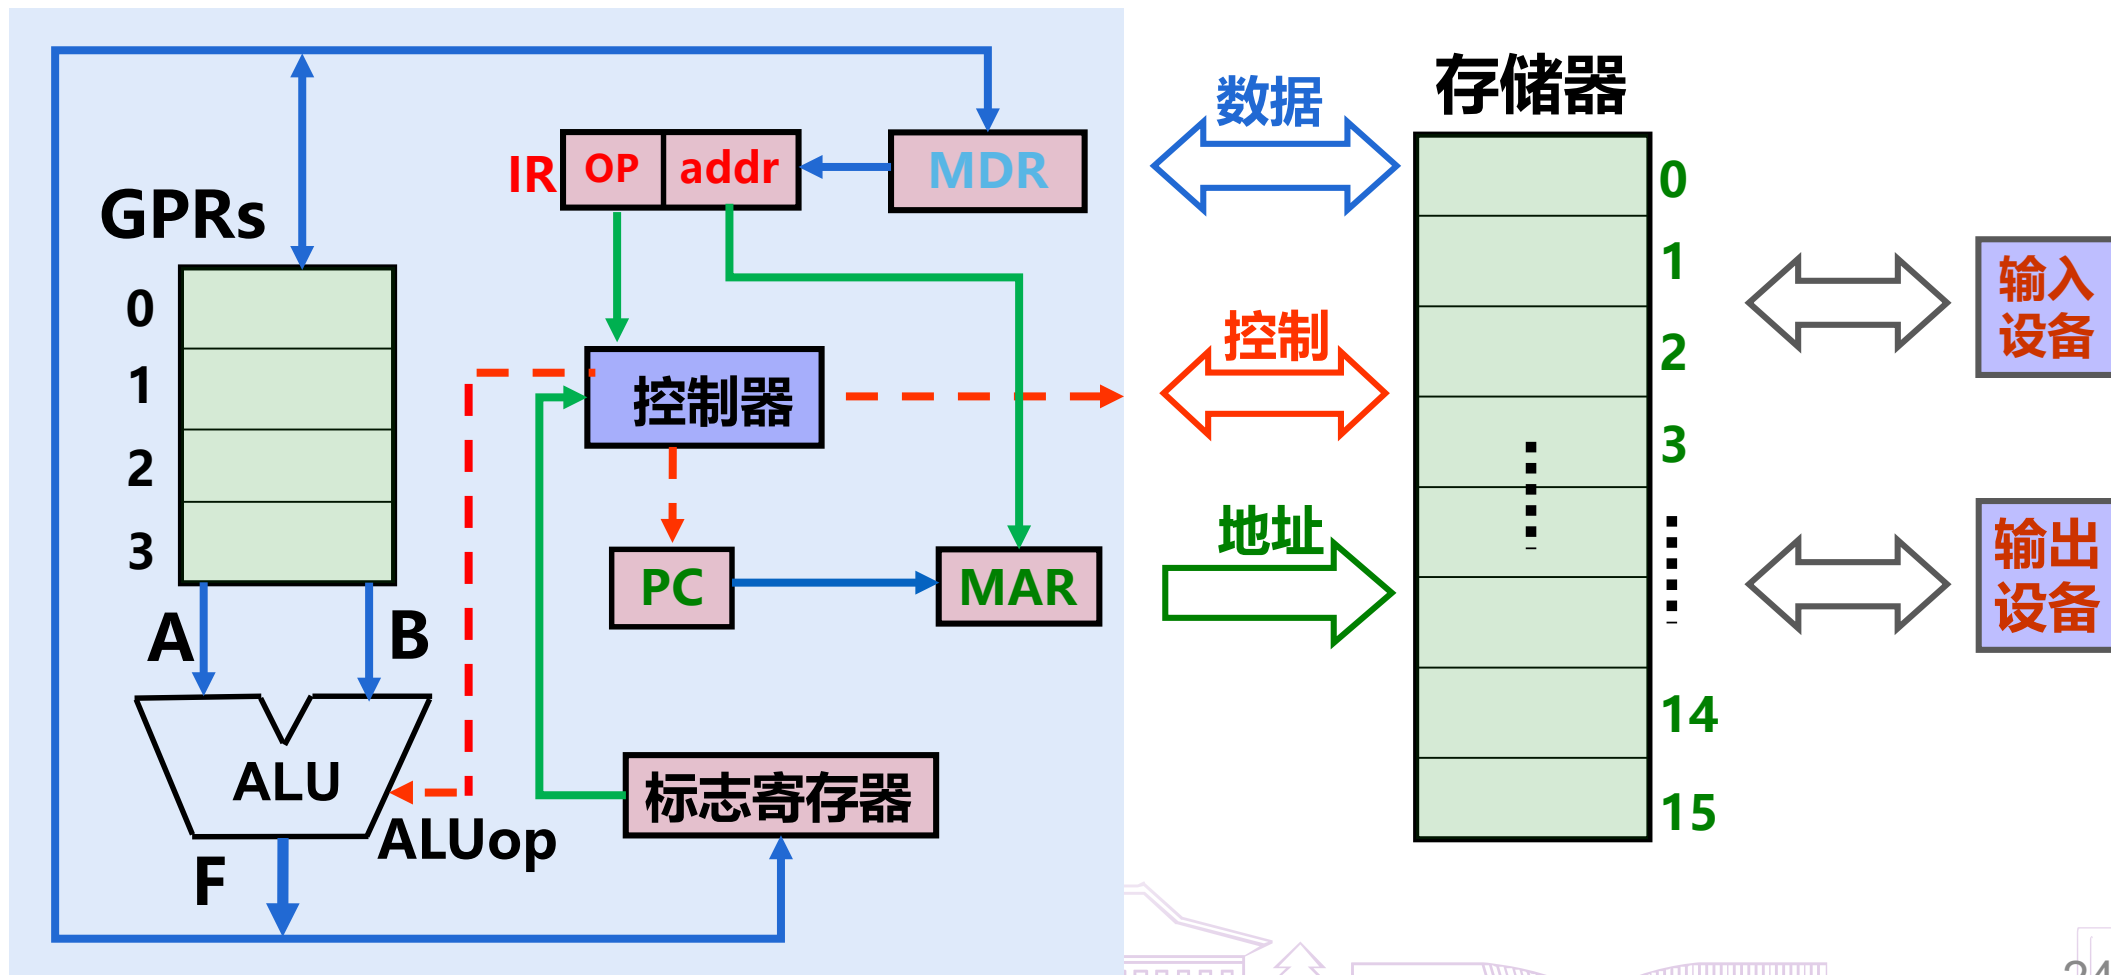 存储器
数据
IR
OP
addr
MDR
GPRs
0
1
2
3
控制器
控制
地址
PC
MAR
A
B
ALU
ALUop
F
标志寄存器
0
1
2
3
14
15
输入
设备
输出
设备
24